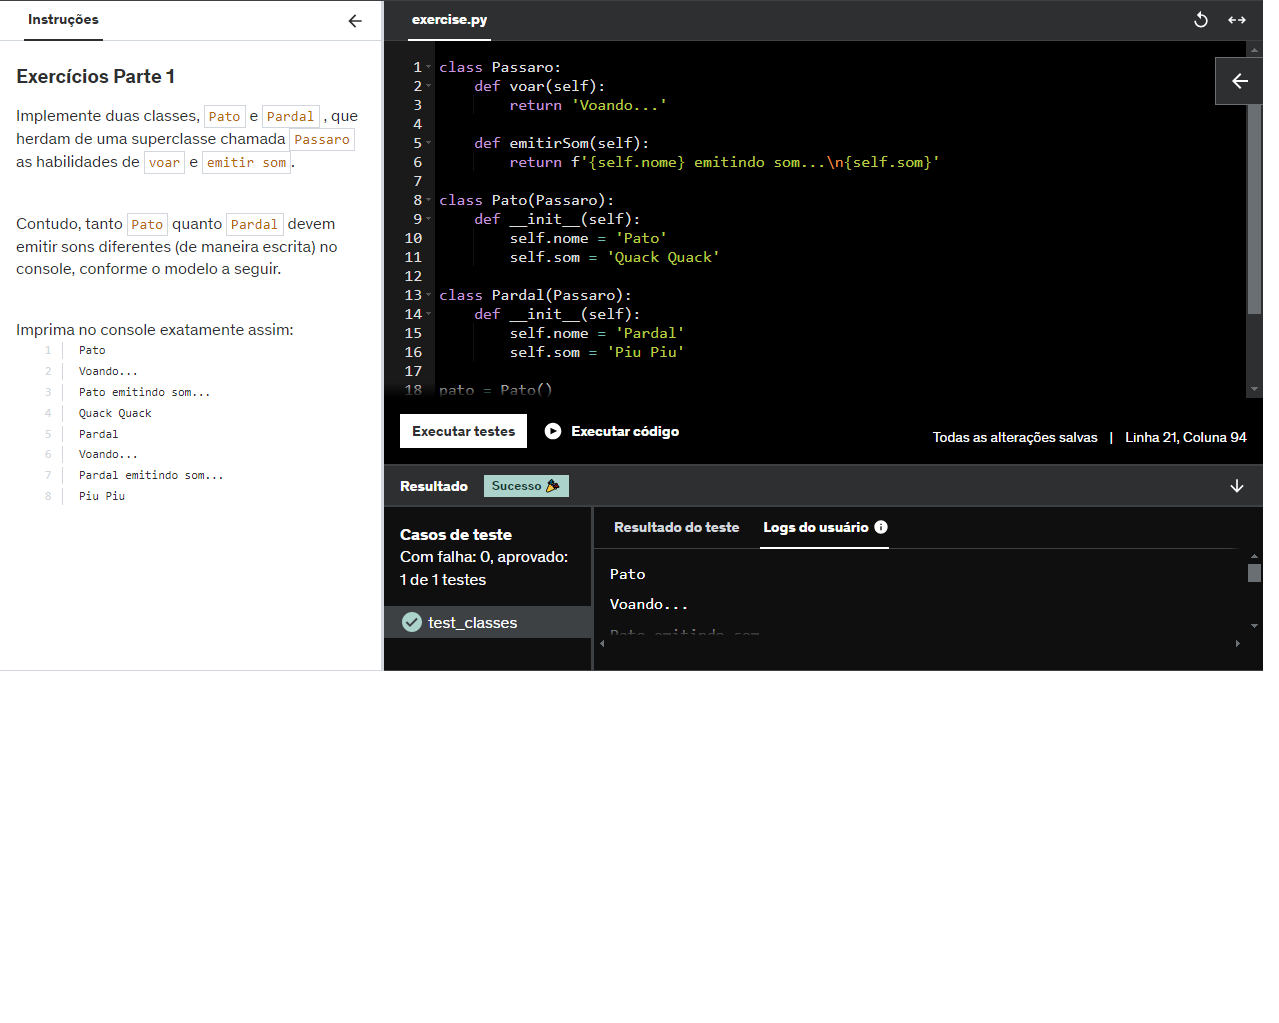 Instruções
Exercícios Parte 1
Implemente duas classes, Pato e Pardal , que
herdam de uma superclasse chamada Passaro
as habilidades de voar e emitir som .
Contudo, tanto Pato quanto Pardal devem
emitir sons diferentes (de maneira escrita) no
console, conforme o modelo a seguir.
Imprima no console exatamente assim:
1 Pato
2 Voando...
3 Pato emitindo som...
4 Quack Quack
5 Pardal
6 Voando...
7 Pardal emitindo som...
8 Piu Piu
exercise.py
1 class Passaro:
2     def voar(self):
3         return 'Voando...'
4
5     def emitirSom(self):
6         return f'{self.nome} emitindo som...\n{self.som}'
7
8 class Pato(Passaro):
9     def __init__(self):
10         self.nome = 'Pato'
11         self.som = 'Quack Quack'
12
13 class Pardal(Passaro):
14     def __init__(self):
15         self.nome = 'Pardal'
16         self.som = 'Piu Piu'
17
18 pato = Pato()
Executar testes Executar código
Todas as alterações salvas | Linha 21, Coluna 94
Resultado Sucesso
Casos de teste
Com falha: 0, aprovado:
1 de 1 testes
test_classes
Resultado do teste Logs do usuário
Pato
Voando...
Pato emitindo som